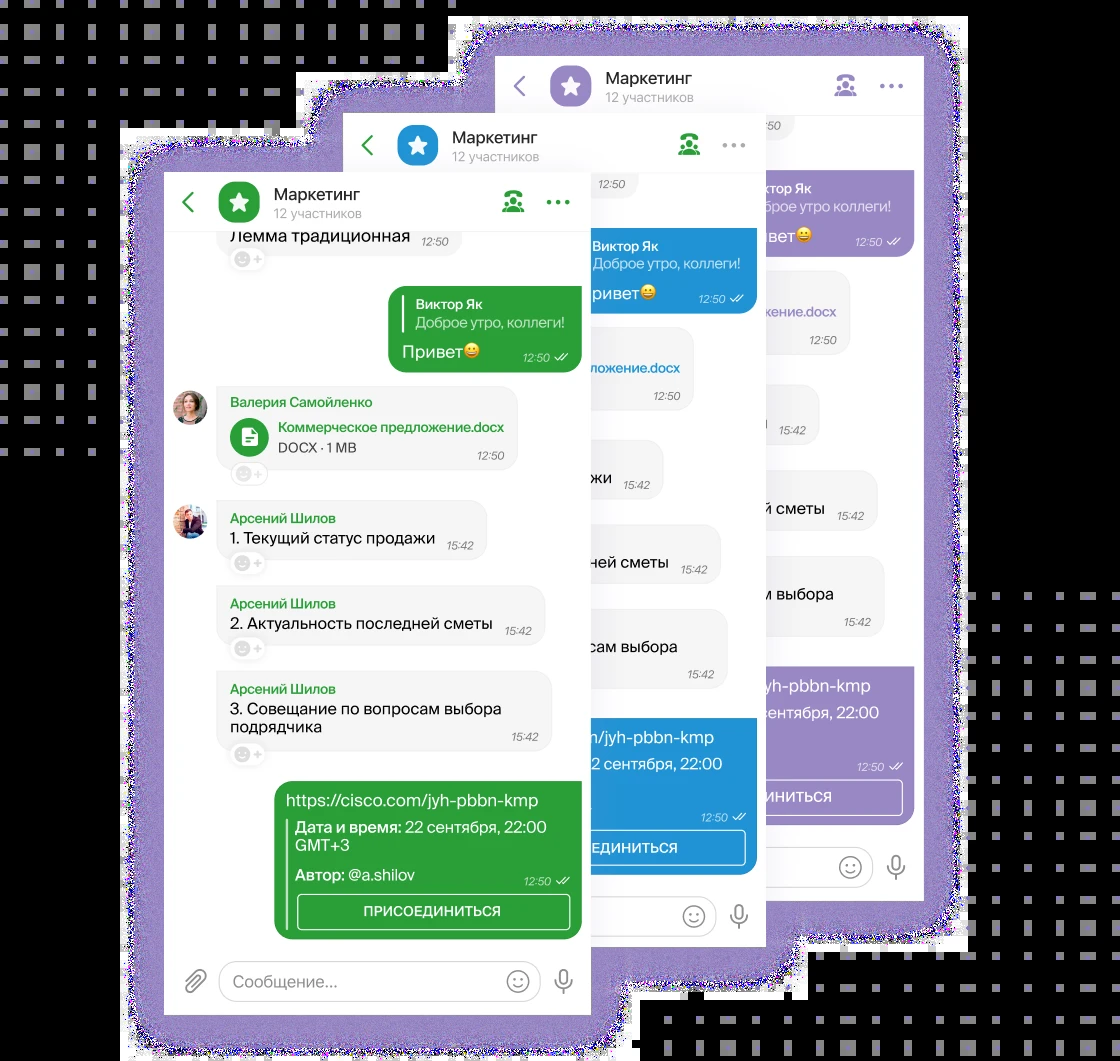 Маркетинг
12 участников
Лемма традиционная 12:50
Виктор Як
Доброе утро, коллеги!
Привет😀 12:50
Валерия Самойленко
Коммерческое предложение.docx
DOCX · 1 MB
12:50
Арсений Шилов
1. Текущий статус продажи 15:42
Арсений Шилов
2. Актуальность последней сметы 15:42
Арсений Шилов
3. Совещание по вопросам выбора
подрядчика 15:42
https://cisco.com/jyh-pbbn-kmp
Дата и время: 22 сентября, 22:00
GMT+3
Автор: @a.shilov 12:50
ПРИСОЕДИНИТЬСЯ
Сообщение...
Маркетинг
12 участников
12:50
Виктор Як
Доброе утро, коллеги!
ривет😀 12:50
ложение.docx
12:50
жи 15:42
ней сметы 15:42
сам выбора
15:42
/jyh-pbbn-kmp
2 сентября, 22:00
12:50
ЕДИНИТЬСЯ
Маркетинг
12 участников
:50
ктор Як
брое утро коллеги!
вет😀 12:50
жение.docx
12:50
15:42
й сметы 15:42
м выбора
15:42
yh-pbbn-kmp
сентября, 22:00
12:50
ИНИТЬСЯ